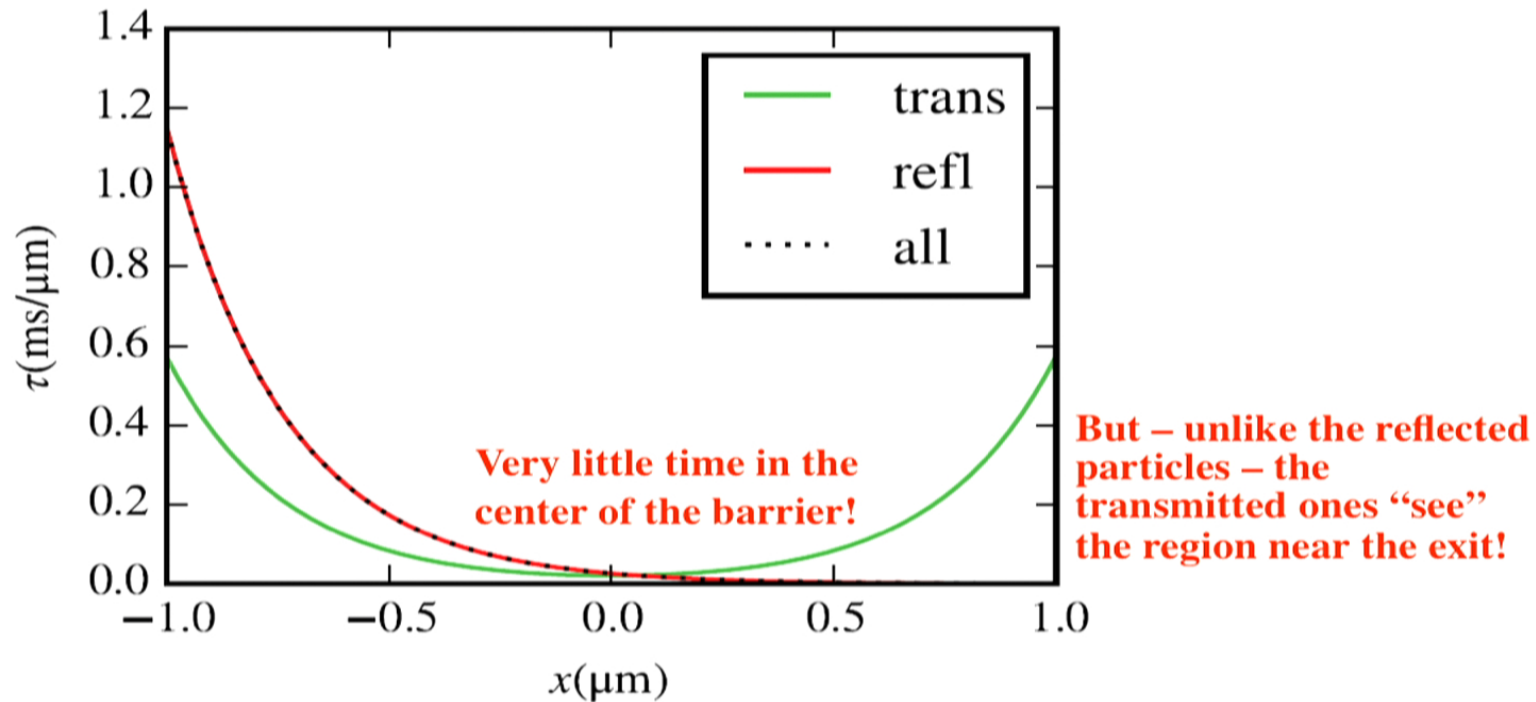 1.4
1.2
1.0
0.8
0.6
0.4
0.2
0.0
τ(ms/μm)
trans
refl
all
Very little time in the
center of the barrier!
But – unlike the reflected
particles – the
transmitted ones “see”
the region near the exit!
−1.0 −0.5 0.0 0.5 1.0
x(μm)